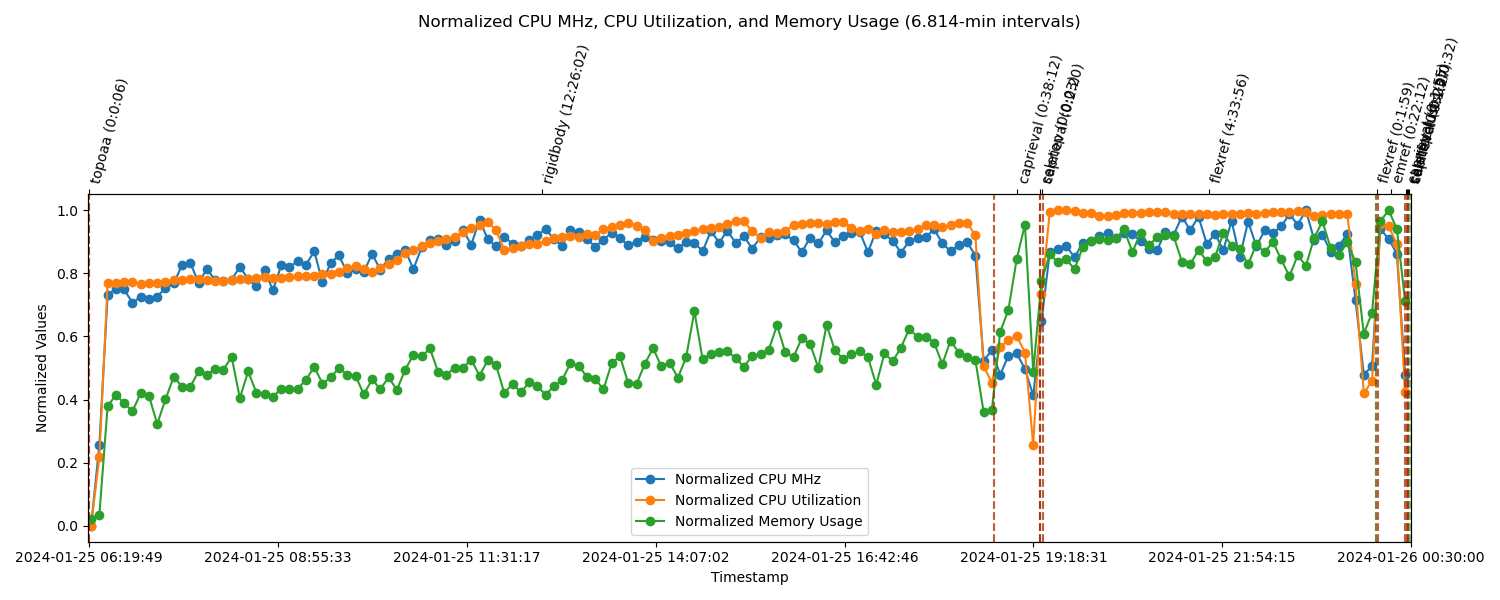 Normalized CPU MHz, CPU Utilization, and Memory Usage (6.814-min intervals)
topoaa (0:0:06)
rigidbody (12:26:02)
caprieval (0:38:12)
flexref (4:33:56)
flexref (0:1:59)
emref (0:22:12)
1.0
0.8
0.6
0.4
0.2
0.0
Normalized Values
Normalized CPU MHz
Normalized CPU Utilization
Normalized Memory Usage
2024-01-25 06:19:49
2024-01-25 08:55:33
2024-01-25 11:31:17
2024-01-25 14:07:02
2024-01-25 16:42:46
2024-01-25 19:18:31
2024-01-25 21:54:15
2024-01-26 00:30:00
Timestamp